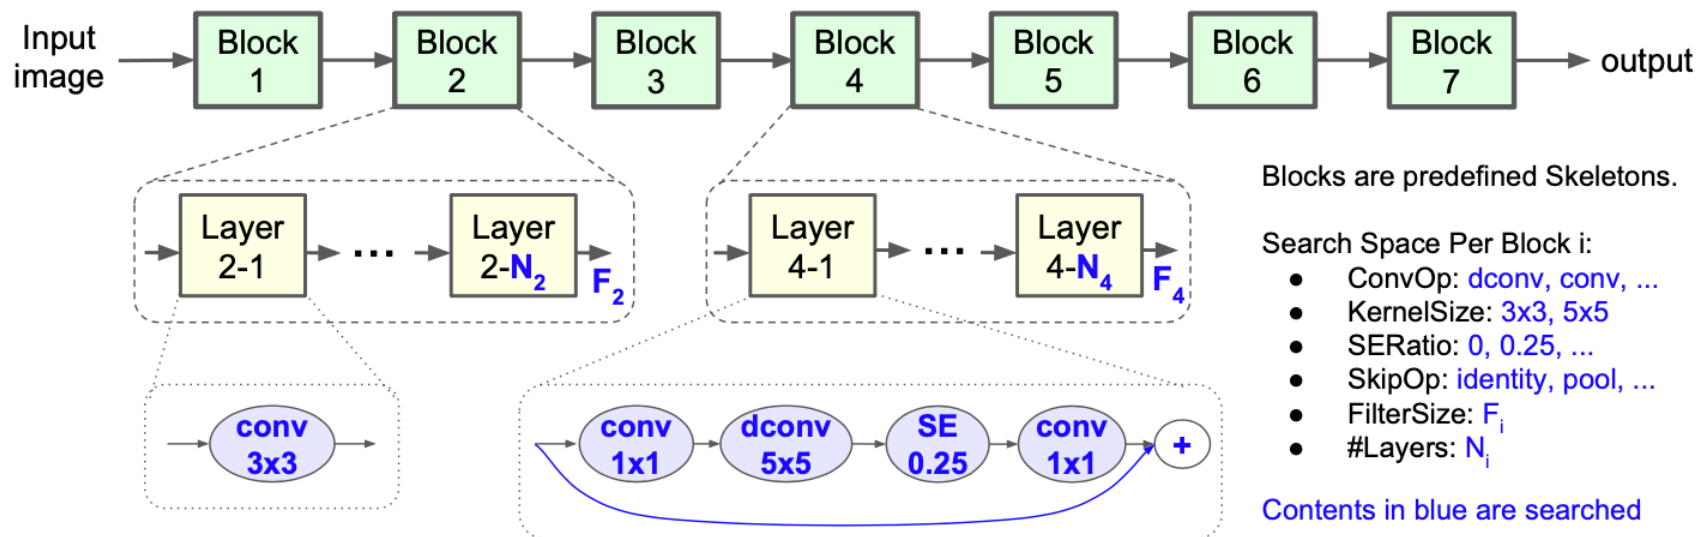 Input
image
Block
1
Block
2
Block
3
Block
4
Block
5
Block
6
Block
7
output
Layer
2-1
...
Layer
2-N2
F2
Layer
4-1
...
Layer
4-N4
F4
conv
3x3
conv
1x1
dconv
5x5
SE
0.25
conv
1x1
+
Blocks are predefined Skeletons.
Search Space Per Block i:
● ConvOp: dconv, conv, ...
● KernelSize: 3x3, 5x5
● SERatio: 0, 0.25, ...
● SkipOp: identity, pool, ...
● FilterSize: Fi
● #Layers: Ni
Contents in blue are searched